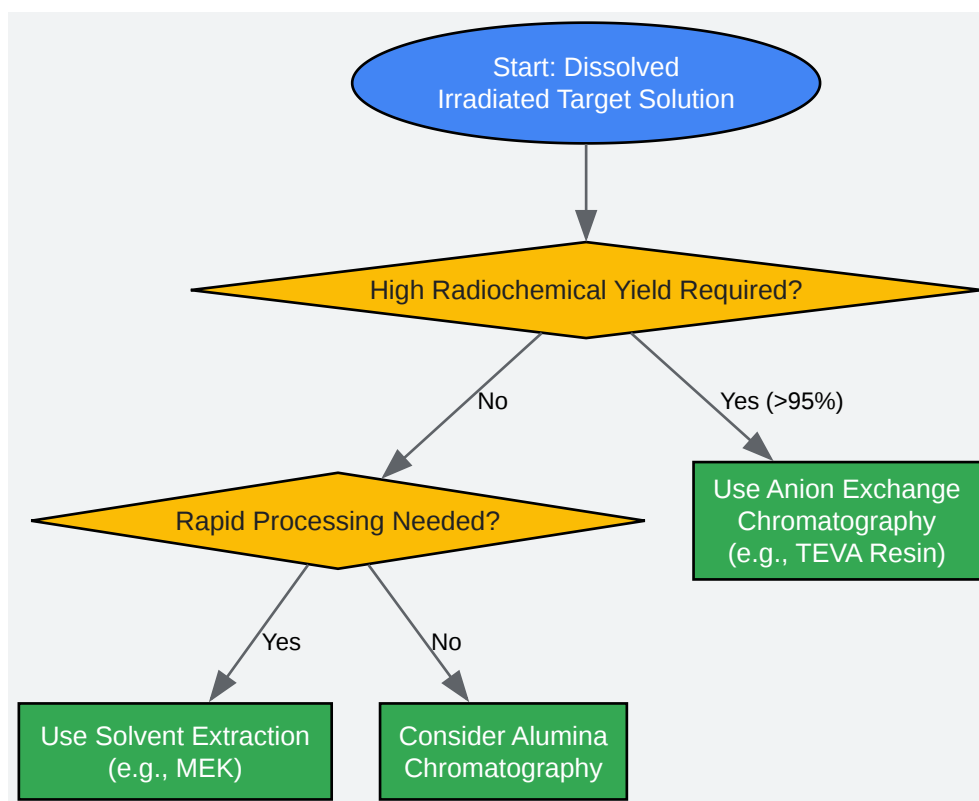 Start: Dissolved
Irradiated Target Solution
High Radiochemical Yield Required?
No
Yes (>95%)
Use Anion Exchange
Chromatography
(e.g., TEVA Resin)
Rapid Processing Needed?
Yes
No
Use Solvent Extraction
(e.g., MEK)
Consider Alumina
Chromatography